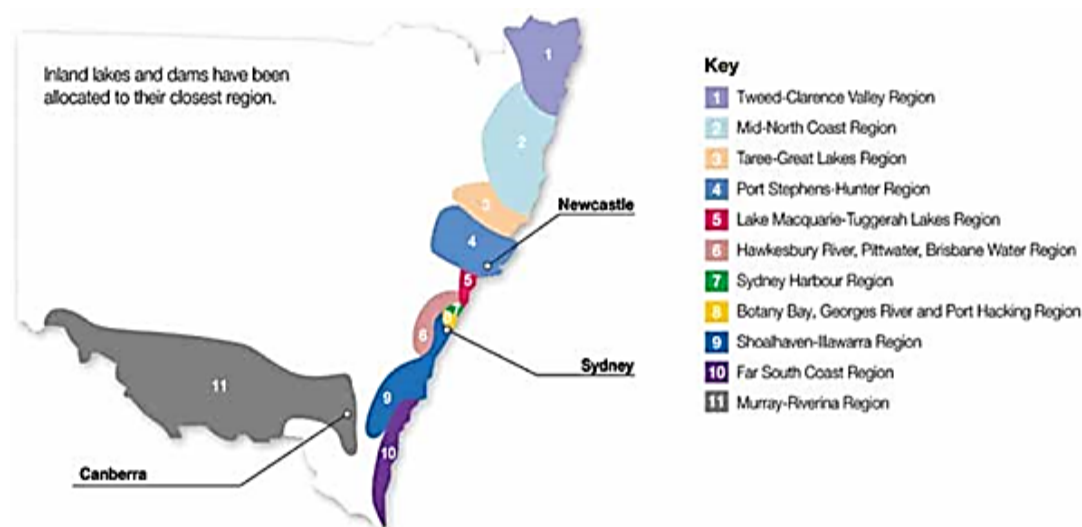 Inland lakes and dams have been
allocated to their closest region.
1
2
3
Newcastle
4
5
6
7
8
Sydney
9
10
11
Canberra
Key
1 Tweed-Clarence Valley Region
2 Mid-North Coast Region
3 Taree-Great Lakes Region
4 Port Stephens-Hunter Region
5 Lake Macquarie-Tuggerah Lakes Region
6 Hawkesbury River, Pittwater, Brisbane Water Region
7 Sydney Harbour Region
8 Botany Bay, Georges River and Port Hacking Region
9 Shoalhaven-Illawarra Region
10 Far South Coast Region
11 Murray-Riverina Region